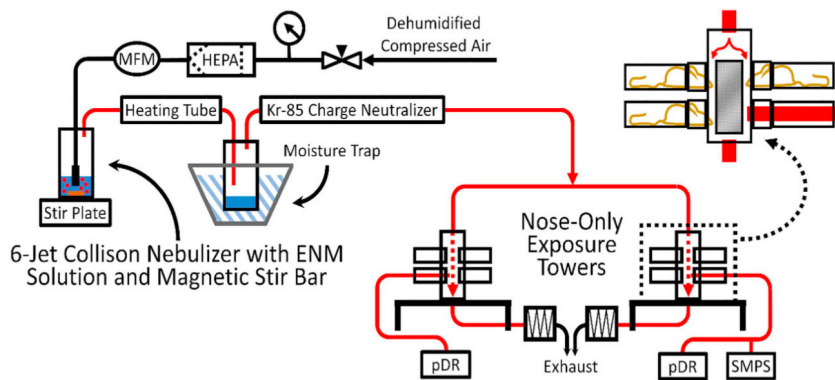 Dehumidified
Compressed Air
MFM
HEPA
Heating Tube
Kr-85 Charge Neutralizer
Moisture Trap
Stir Plate
6-Jet Collison Nebulizer with ENM
Solution and Magnetic Stir Bar
Nose-Only
Exposure
Towers
pDR
Exhaust
pDR
SMPS